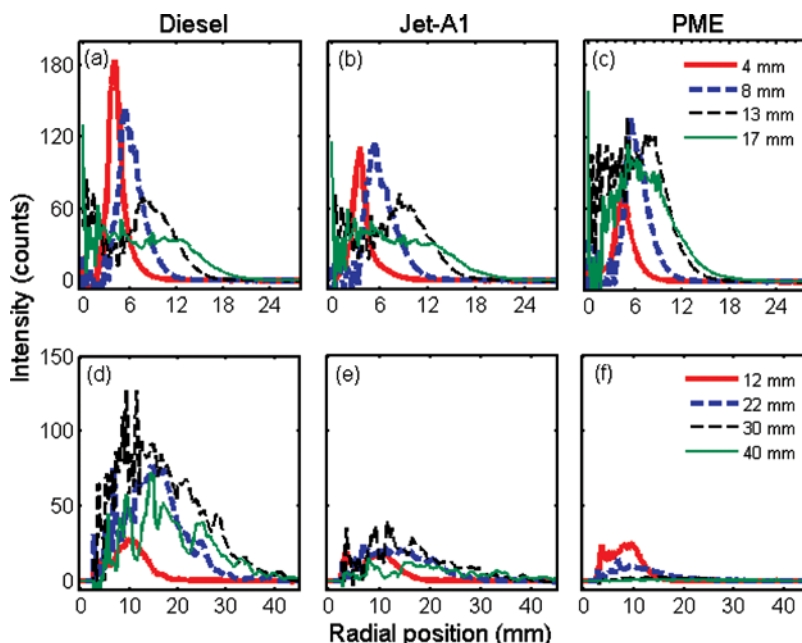 Diesel Jet-A1 PME
(a) (b) (c)
4 mm
8 mm
13 mm
17 mm
180
120
60
0
0 6 12 18 24 0 6 12 18 24 0 6 12 18 24
Intensity (counts)
(d) (e) (f)
12 mm
22 mm
30 mm
40 mm
150
100
50
0
0 10 20 30 40 0 10 20 30 40 0 10 20 30 40
Radial position (mm)